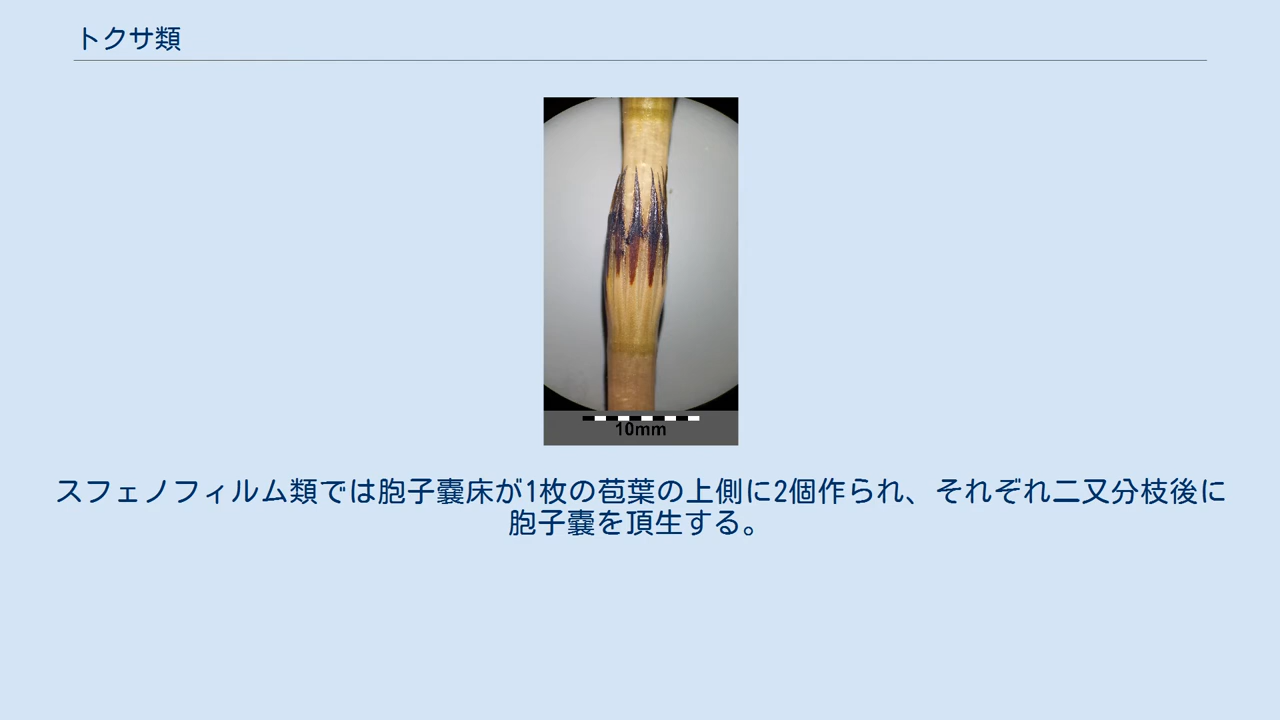 トクサ類
10mm
スフェノフィルム類では胞子嚢床が1枚の苞葉の上側に2個作られ、それぞれ二又分枝後に
胞子嚢を頂生する。